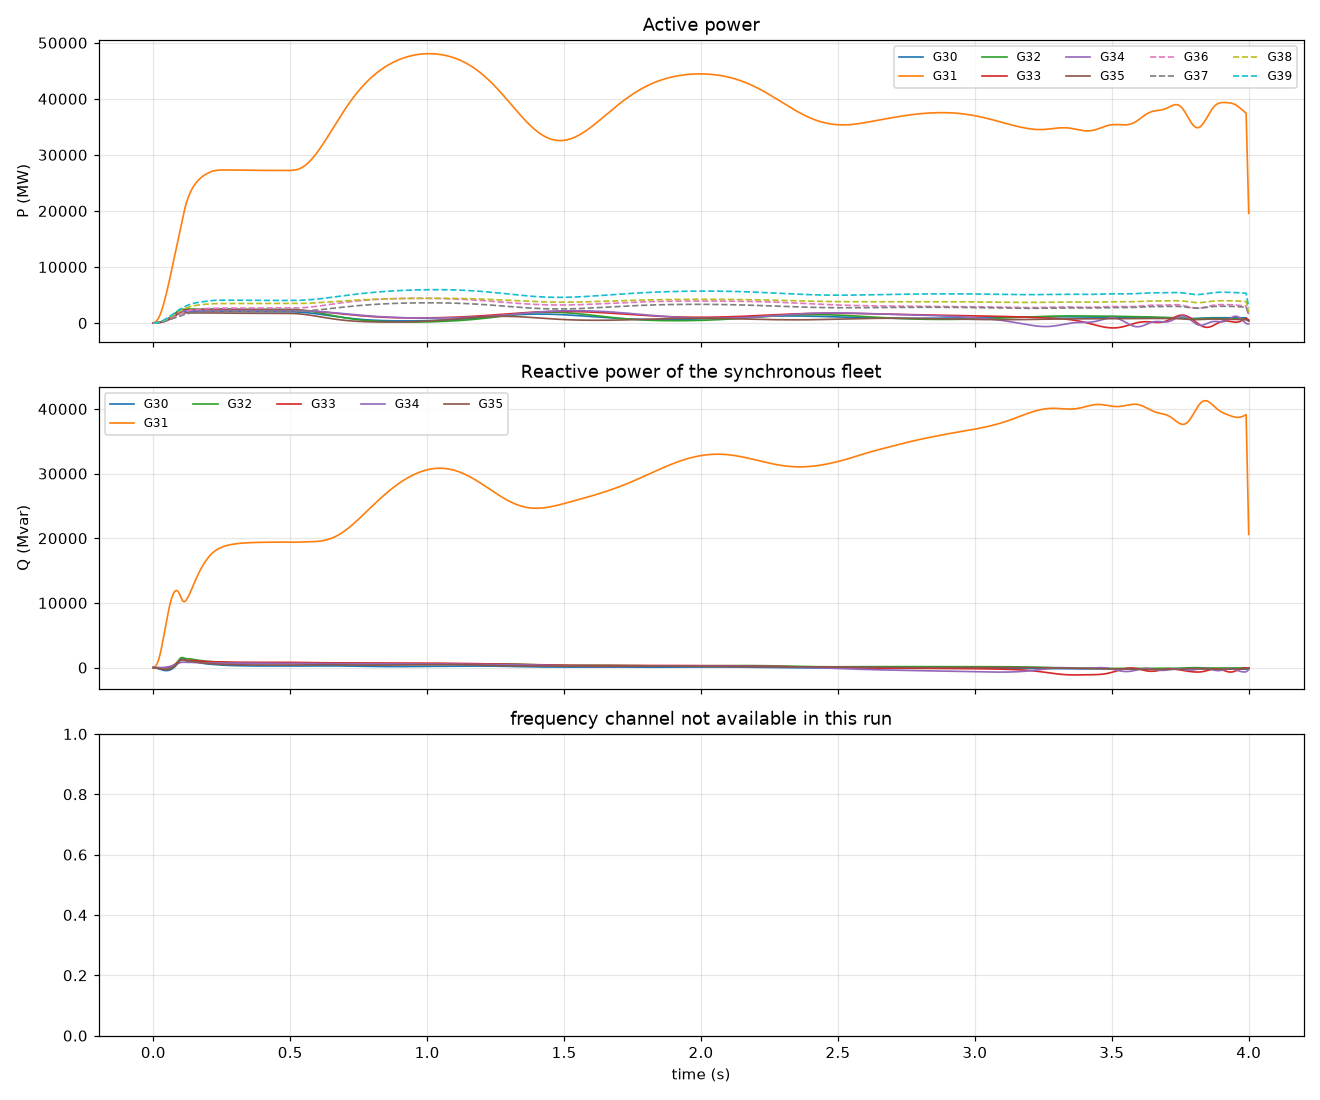 Active power
50000
40000
30000
20000
10000
0
P (MW)
G30 G32 G34 G36 G38
G31 G33 G35 G37 G39
Reactive power of the synchronous fleet
40000
30000
20000
10000
0
Q (Mvar)
G30 G32 G33 G34 G35
G31
frequency channel not available in this run
1.0
0.8
0.6
0.4
0.2
0.0
0.0 0.5 1.0 1.5 2.0 2.5 3.0 3.5 4.0
time (s)